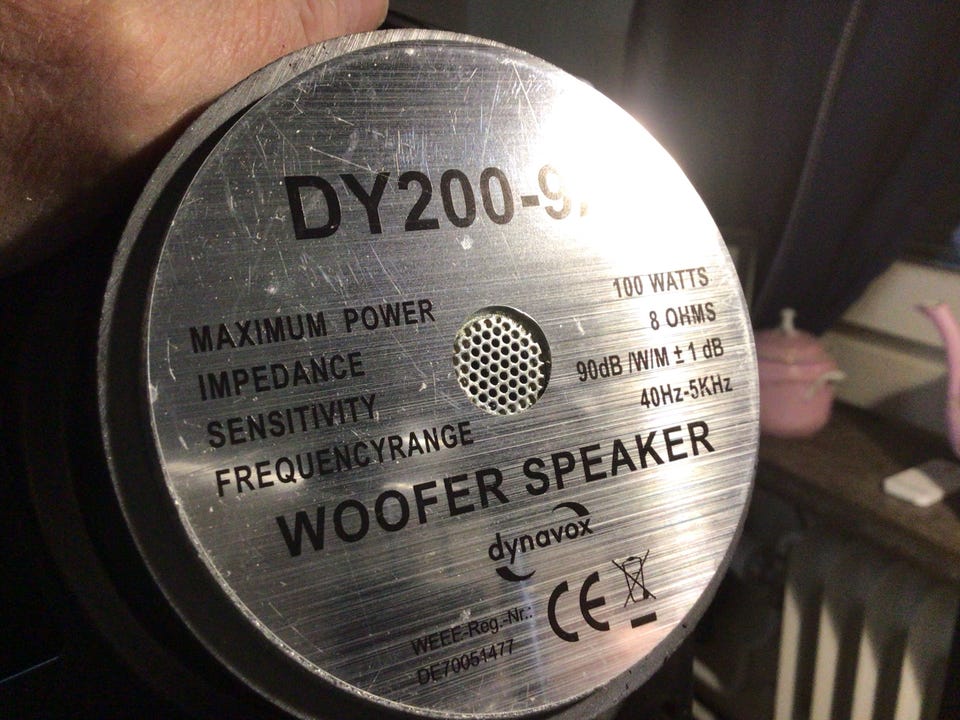 DY200-9
MAXIMUM POWER 100 WATTS
IMPEDANCE 8 OHMS
SENSITIVITY 90dB /W/M ± 1 dB
FREQUENCYRANGE 40Hz-5KHz
WOOFER SPEAKER
dynavox
CE
WEEE-Reg.-Nr.:
DE70051477